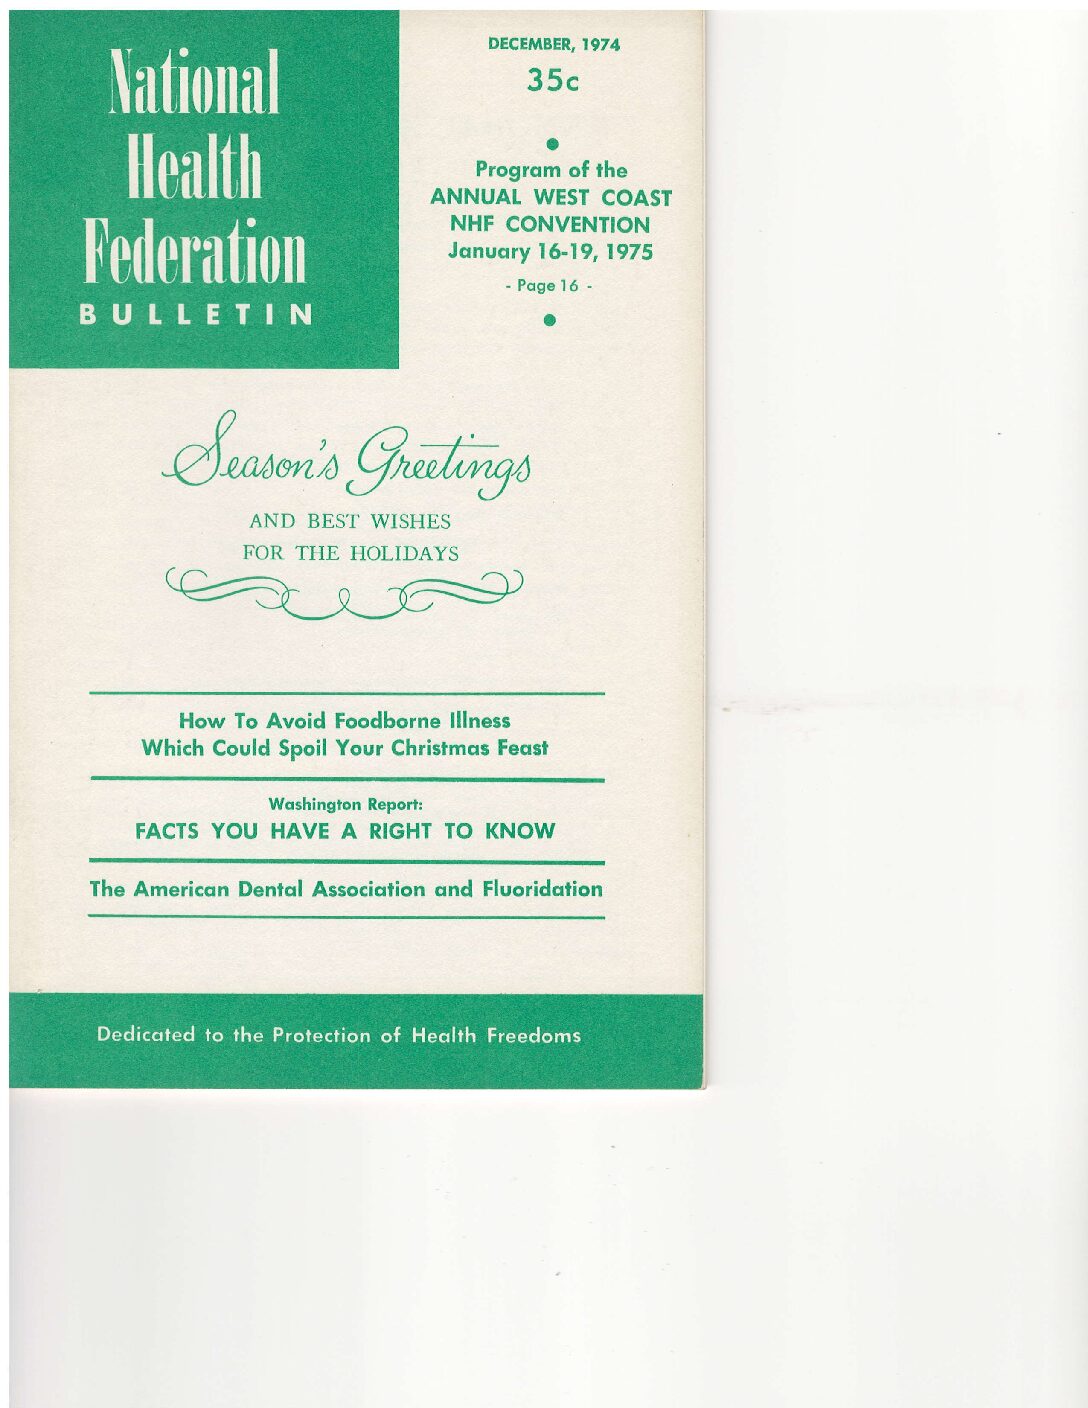 National
Health
Federation
BULLETIN
DECEMBER, 1974
35c
Program of the
ANNUAL WEST COAST
NHF CONVENTION
January 16-19, 1975
- Page 16 -
Season's Greetings
AND BEST WISHES
FOR THE HOLIDAYS
How To Avoid Foodborne Illness
Which Could Spoil Your Christmas Feast
Washington Report:
FACTS YOU HAVE A RIGHT TO KNOW
The American Dental Association and Fluoridation
Dedicated to the Protection of Health Freedoms